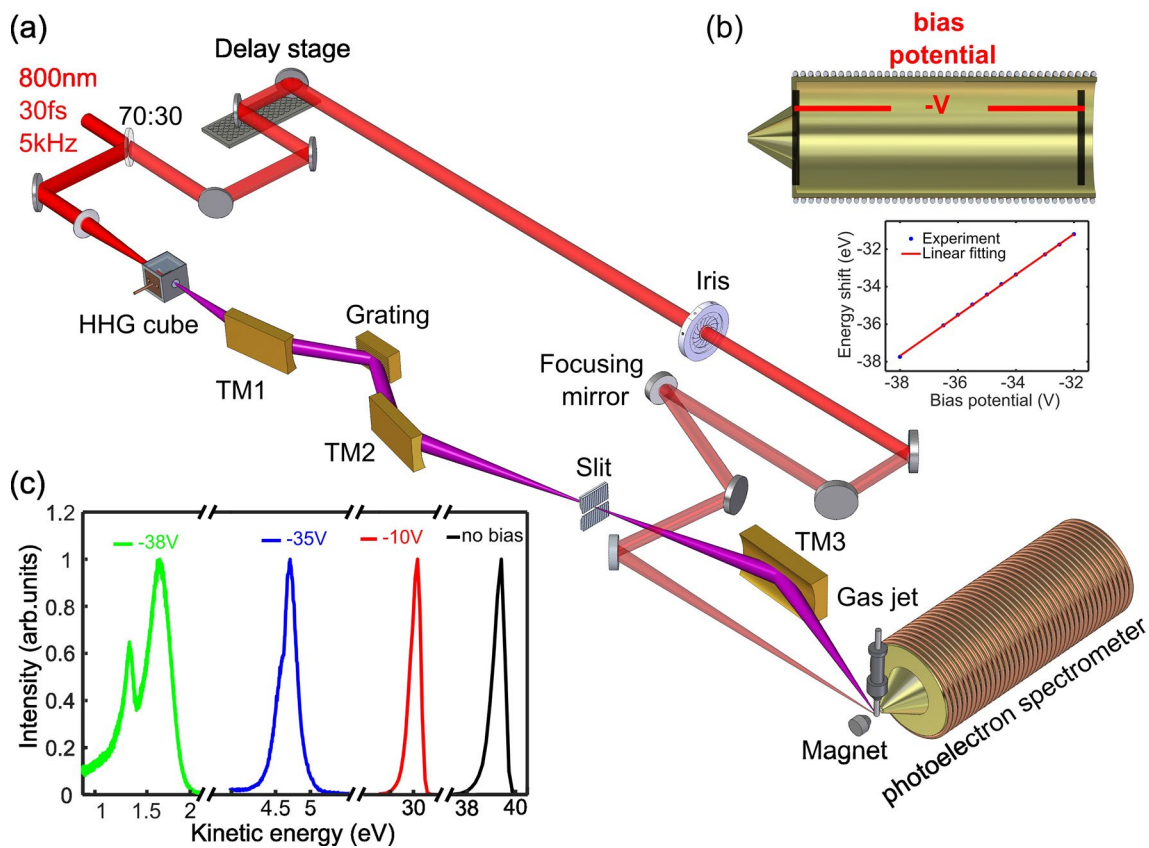 (a)
Delay stage
800nm
30fs
5kHz
70:30
HHG cube
TM1
Grating
TM2
Slit
Focusing
mirror
Iris
TM3
Gas jet
Magnet
photoelectron spectrometer
(b)
bias
potential
-V
Experiment
Linear fitting
Energy shift (eV)
-32
-34
-36
-38
-38 -36 -34 -32
Bias potential (V)
(c)
-38V -35V -10V no bias
Intensity (arb.units)
1.2
1
0.8
0.6
0.4
0.2
0
1 1.5 2 4.5 5 30 38 40
Kinetic energy (eV)